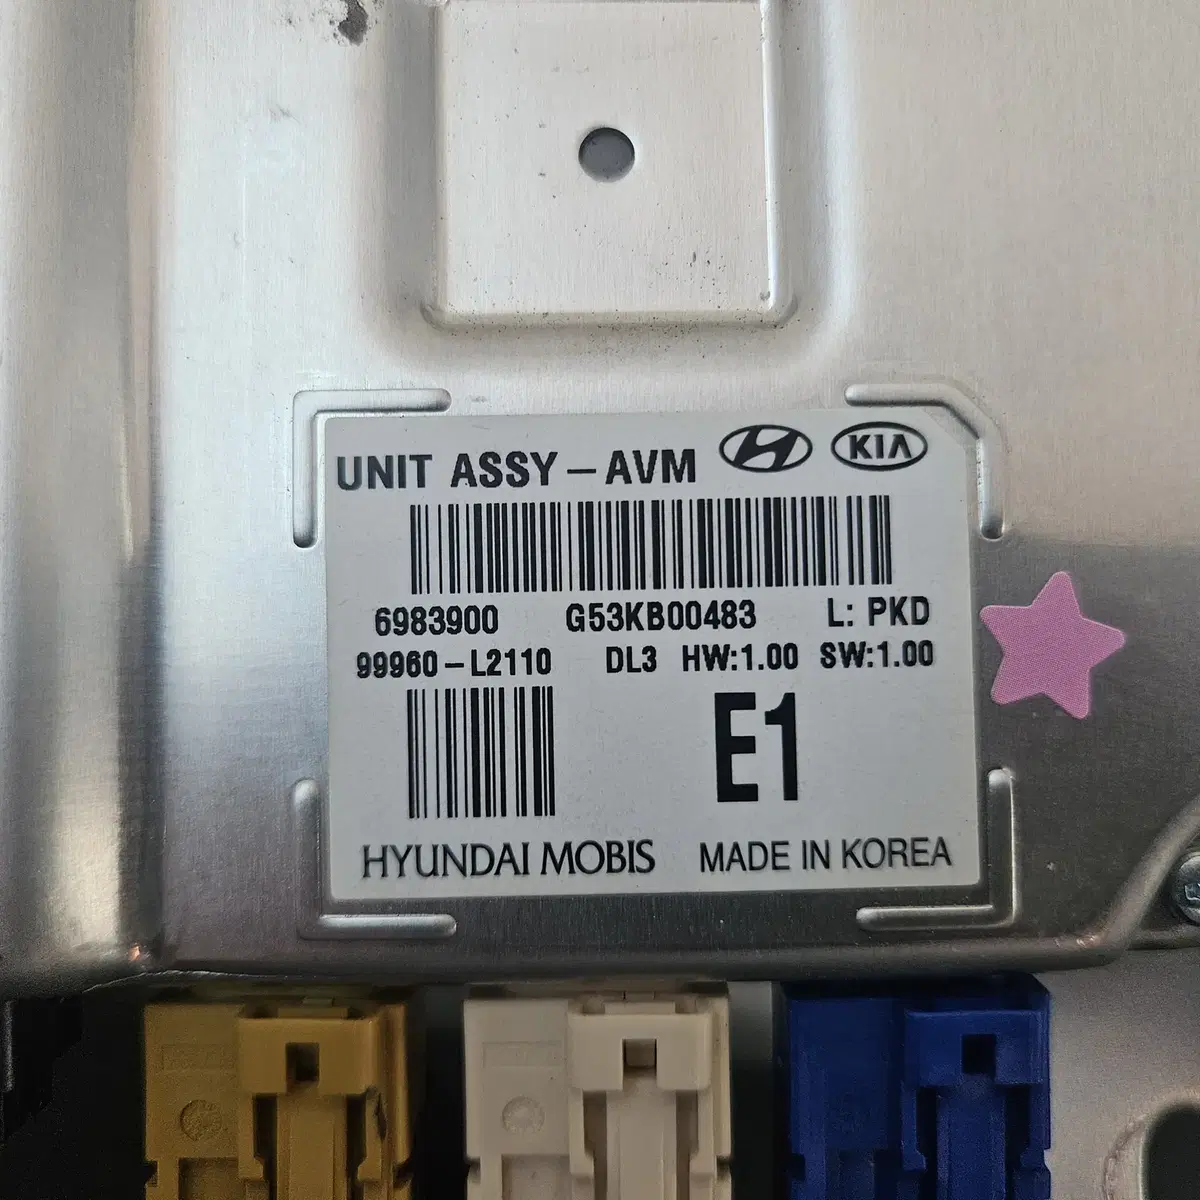 UNIT ASSY – AVM HYUNDAI KIA
6983900 G53KB00483 L: PKD
99960 – L2110 DL3 HW:1.00 SW:1.00
E1
HYUNDAI MOBIS MADE IN KOREA